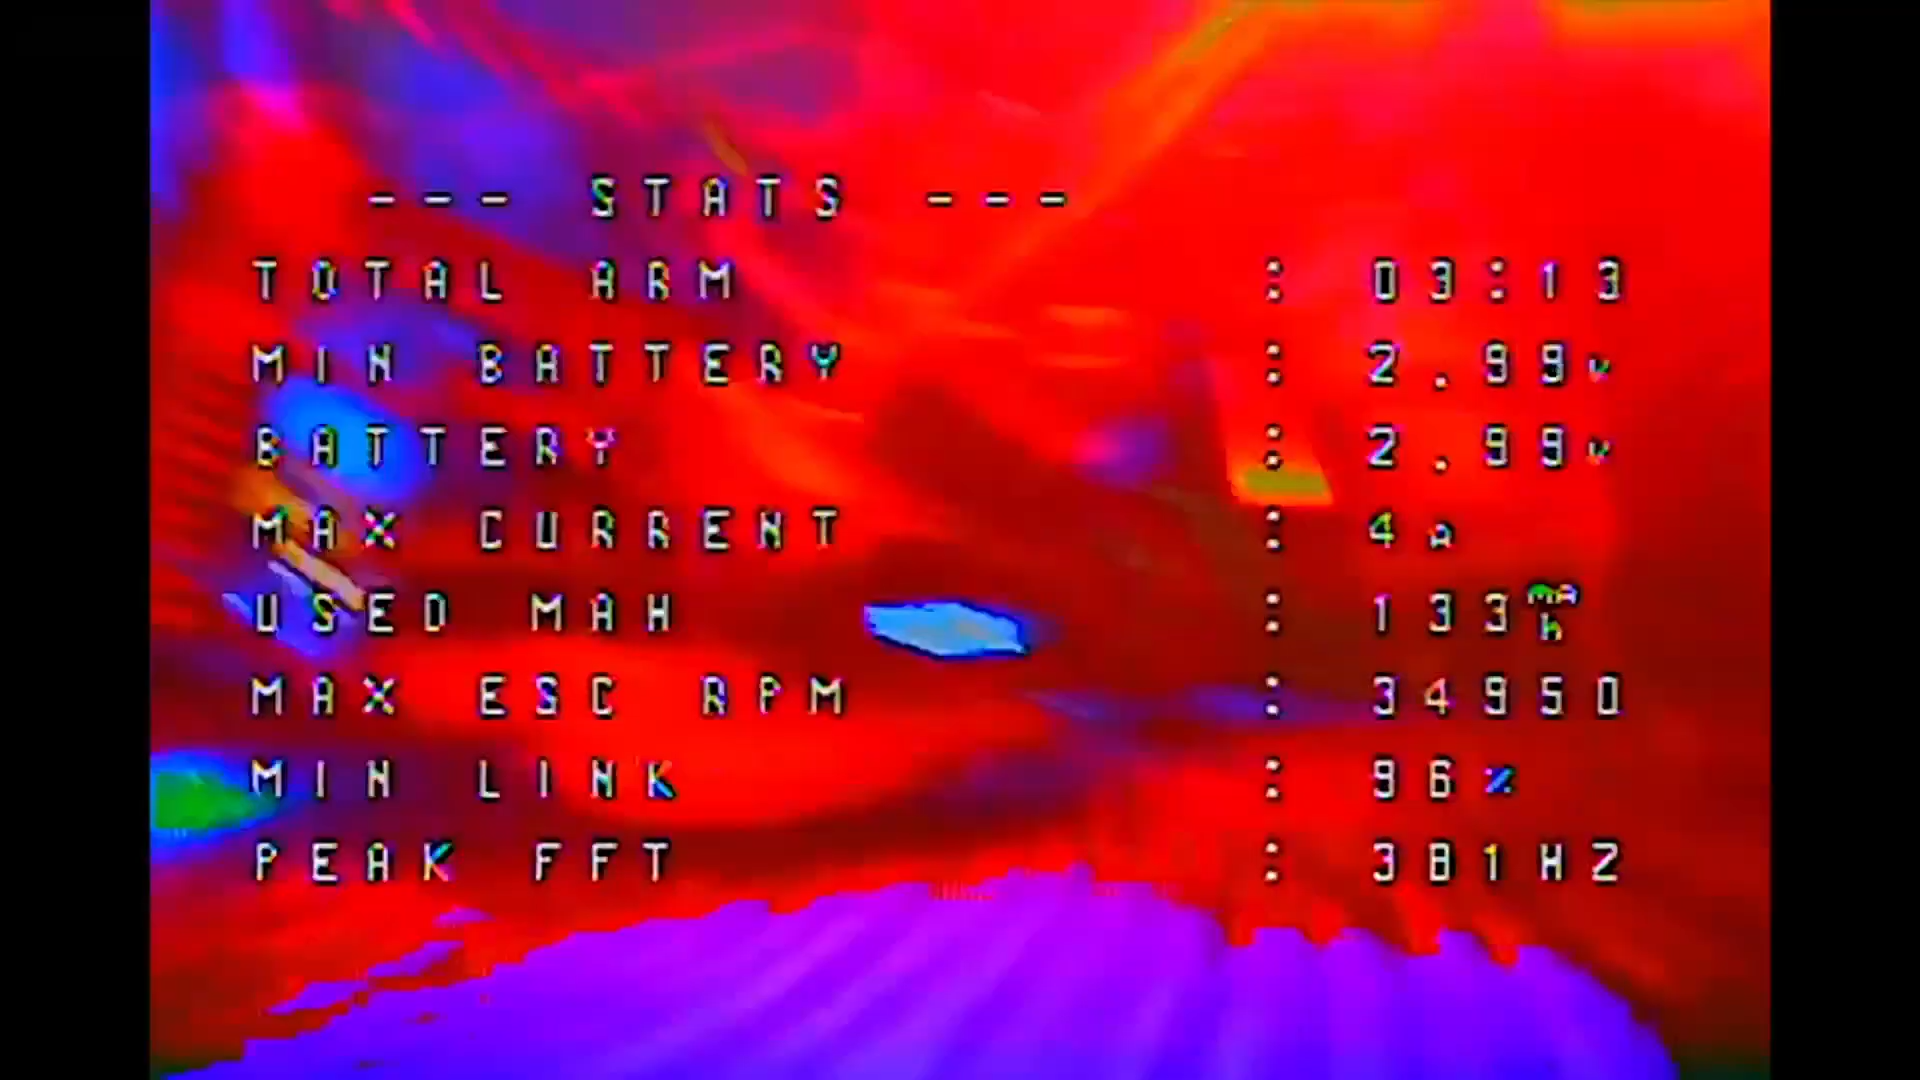 --- STATS ---
TOTAL ARM : 03:13
MIN BATTERY : 2.99V
BATTERY : 2.99V
MAX CURRENT : 4A
USED MAH : 133mAh
MAX ESC RPM : 34950
MIN LINK : 96%
PEAK FFT : 381HZ